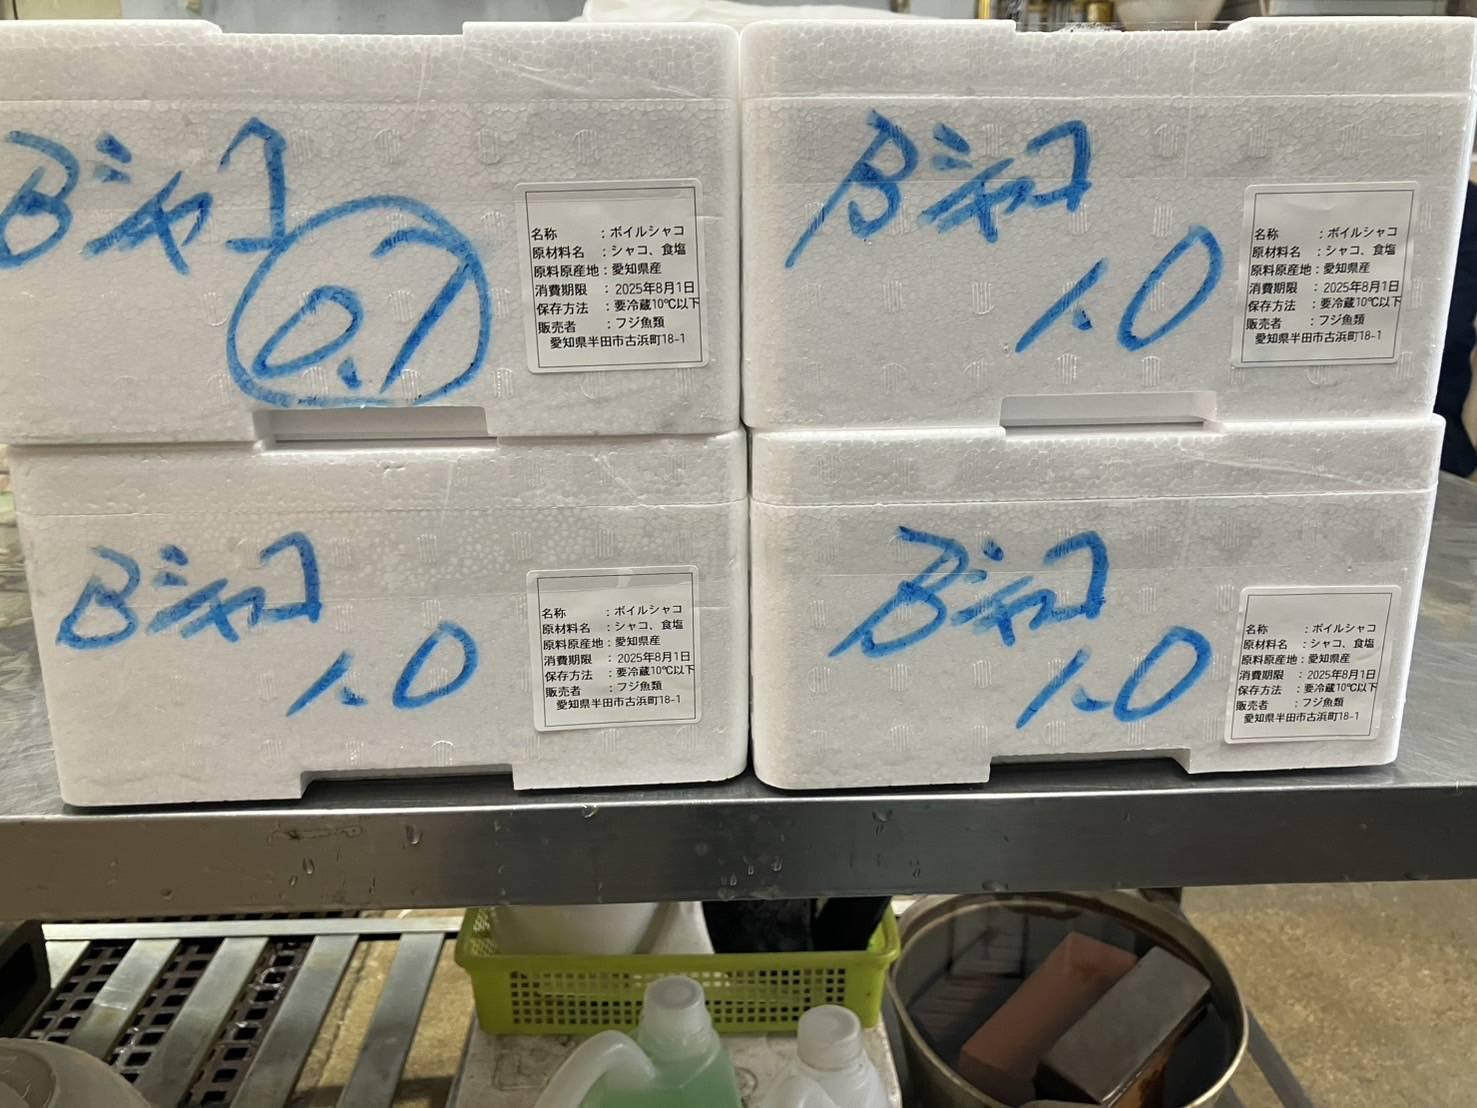 Bシャコ
0.7
名称 : ボイルシャコ
原材料名 : シャコ、食塩
原料原産地 : 愛知県産
消費期限 : 2025年8月1日
保存方法 : 要冷蔵10℃以下
販売者 : フジ魚類
愛知県半田市古浜町18-1
Bシャコ
1.0
名称 : ボイルシャコ
原材料名 : シャコ、食塩
原料原産地 : 愛知県産
消費期限 : 2025年8月1日
保存方法 : 要冷蔵10℃以下
販売者 : フジ魚類
愛知県半田市古浜町18-1
Bシャコ
1.0
名称 : ボイルシャコ
原材料名 : シャコ、食塩
原料原産地 : 愛知県産
消費期限 : 2025年8月1日
保存方法 : 要冷蔵10℃以下
販売者 : フジ魚類
愛知県半田市古浜町18-1
Bシャコ
1.0
名称 : ボイルシャコ
原材料名 : シャコ、食塩
原料原産地 : 愛知県産
消費期限 : 2025年8月1日
保存方法 : 要冷蔵10℃以下
販売者 : フジ魚類
愛知県半田市古浜町18-1